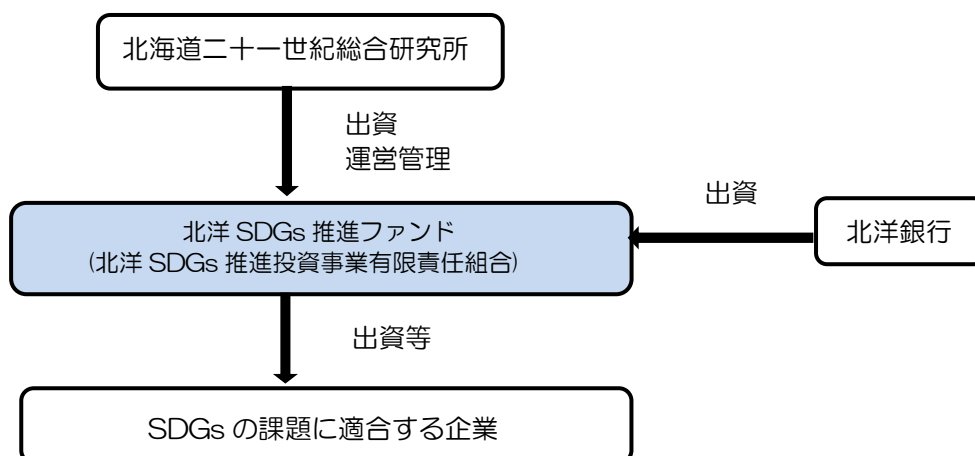 北海道二十一世紀総合研究所
出資
運営管理
出資
北洋 SDGs 推進ファンド
(北洋 SDGs 推進投資事業有限責任組合)
北洋銀行
出資等
SDGs の課題に適合する企業